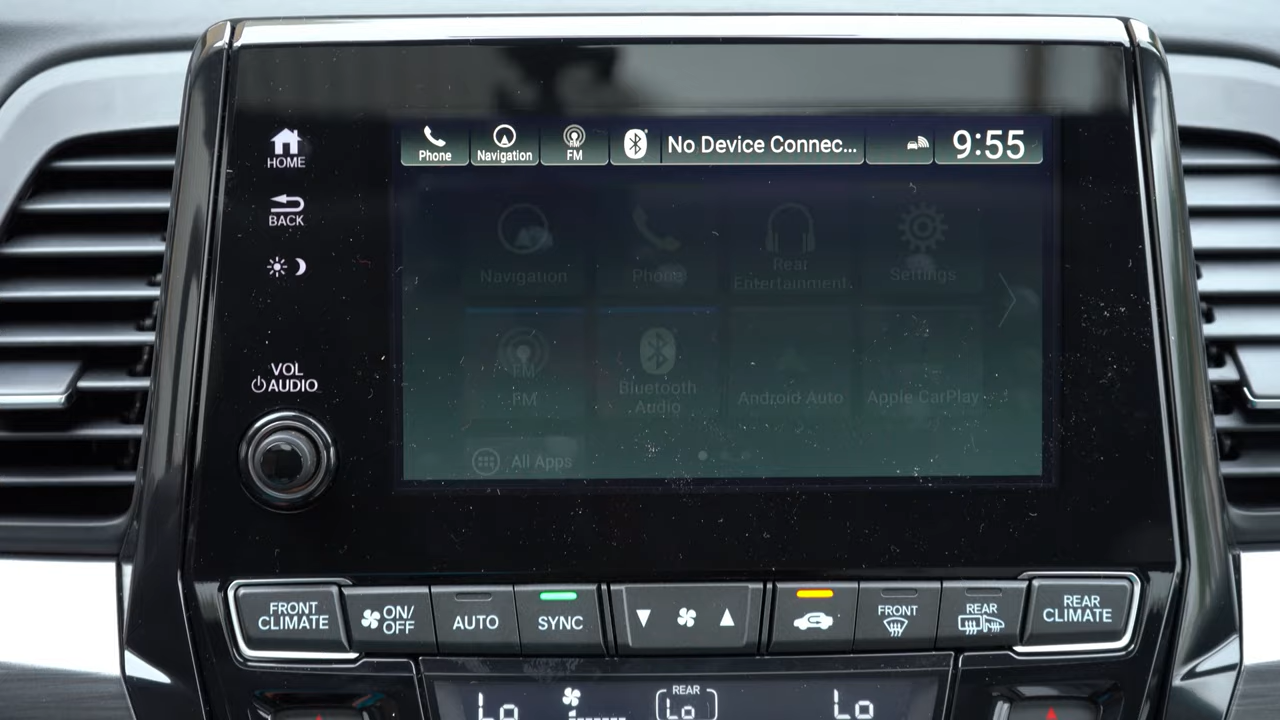 HOME
BACK
VOL
AUDIO
Phone
Navigation
FM
No Device Connec...
9:55
Navigation
Phone
Rear
Entertainment
Settings
FM
FM
Bluetooth
Audio
Android Auto
Apple CarPlay
All Apps
FRONT
CLIMATE
ON/
OFF
AUTO
SYNC
FRONT
REAR
REAR
CLIMATE
Lo
REAR
Lo
Lo